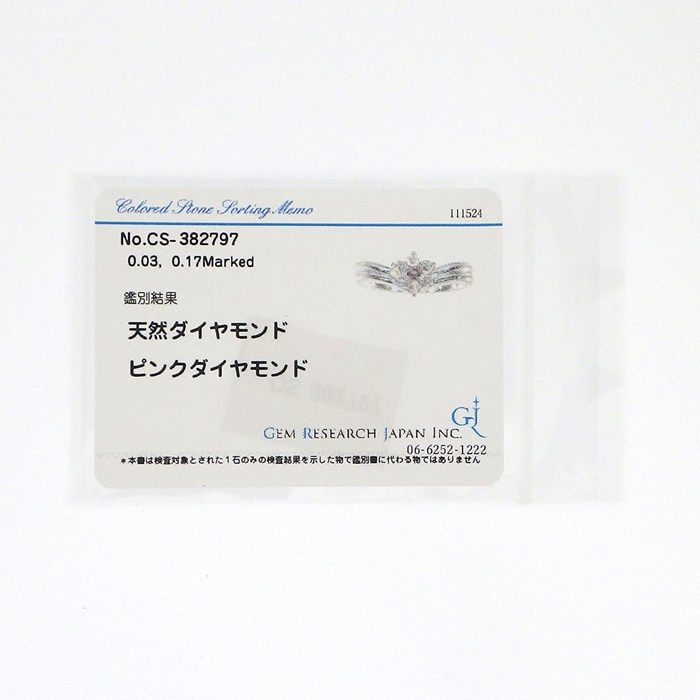 Colored Stone Sorting Memo
111524
No.CS-382797
0.03, 0.17Marked
鑑別結果
天然ダイヤモンド
ピンクダイヤモンド
GJ
GEM RESEARCH JAPAN INC.
06-6252-1222
*本書は検査対象とされた1石のみの検査結果を示した物で鑑別書に代わる物ではありません